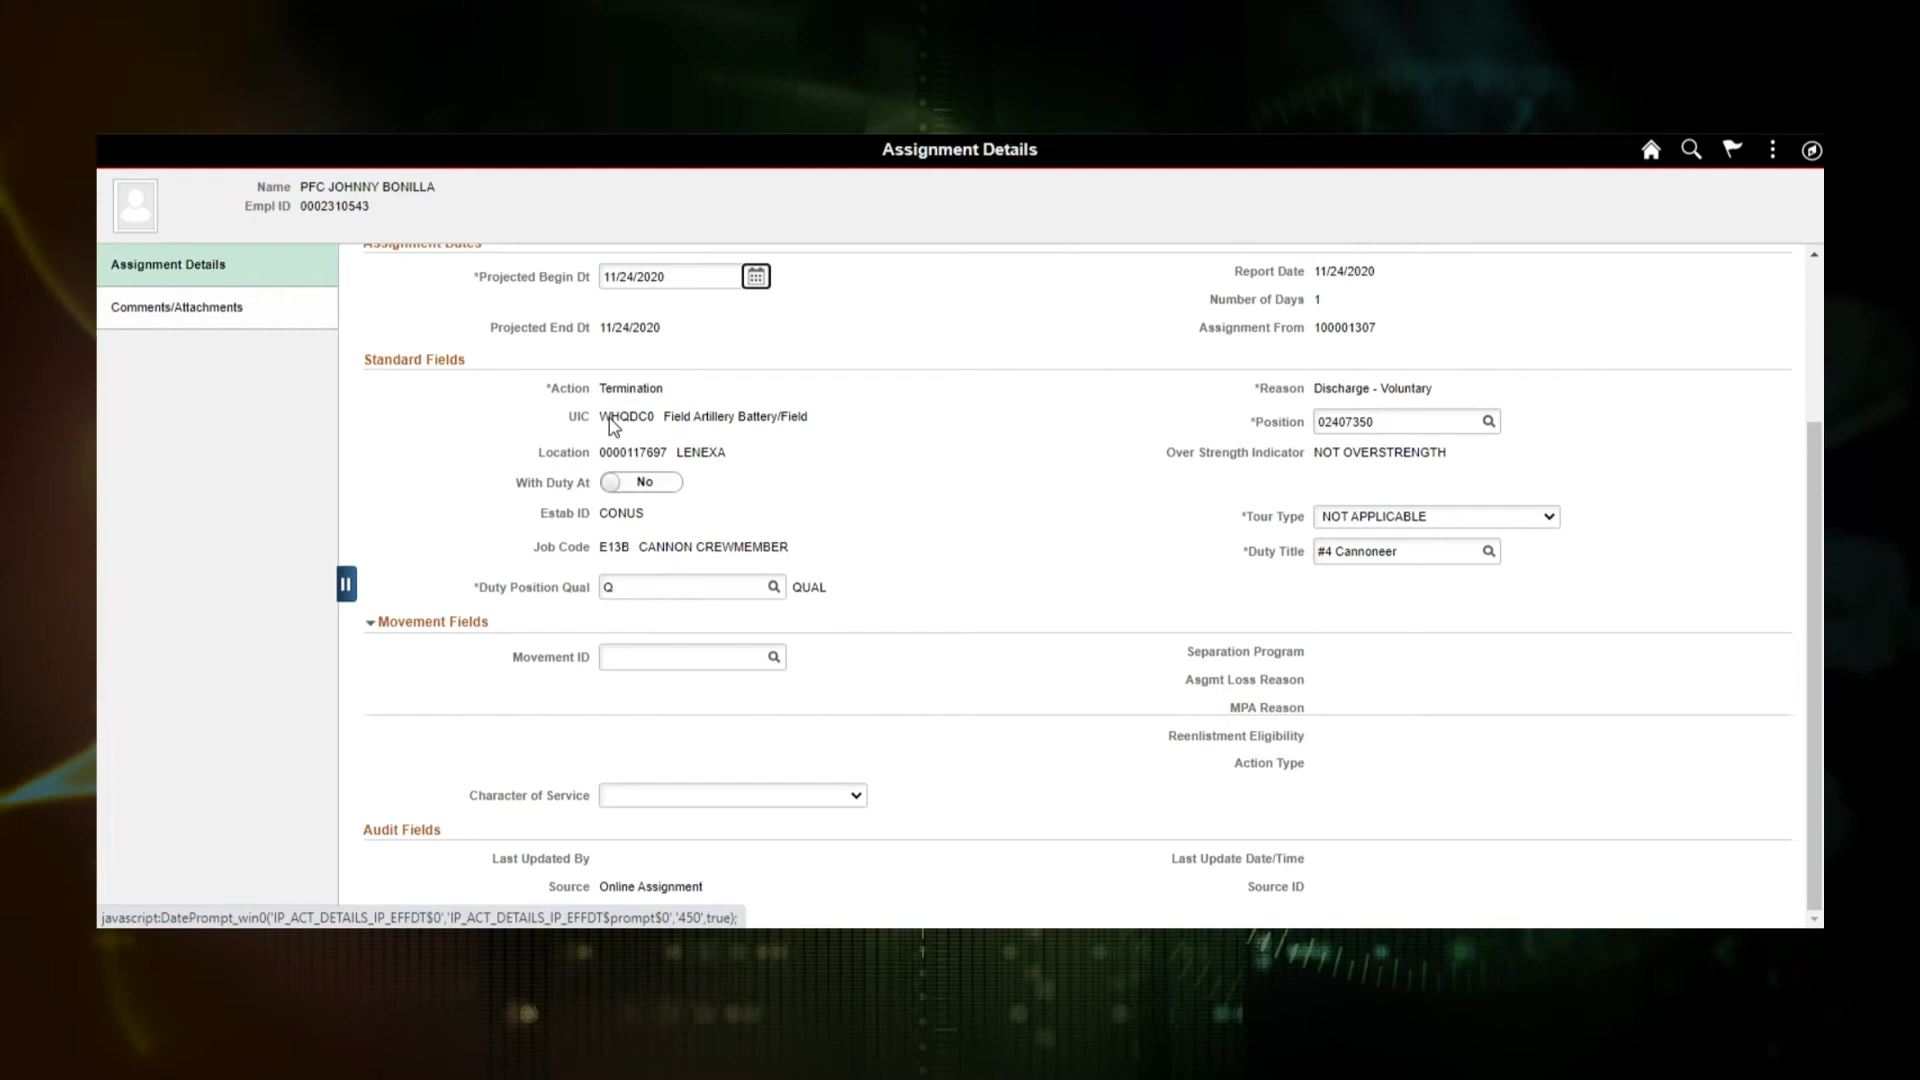 Assignment Details
Name PFC JOHNNY BONILLA
Empl ID 0002310543
Assignment Details
Comments/Attachments
Assignment Dates
*Projected Begin Dt 11/24/2020
Report Date 11/24/2020
Number of Days 1
Projected End Dt 11/24/2020
Assignment From 100001307
Standard Fields
*Action Termination
*Reason Discharge - Voluntary
UIC WHQDC0 Field Artillery Battery/Field
*Position 02407350
Location 0000117697 LENEXA
Over Strength Indicator NOT OVERSTRENGTH
With Duty At No
Estab ID CONUS
*Tour Type NOT APPLICABLE
Job Code E13B CANNON CREWMEMBER
*Duty Title #4 Cannoneer
*Duty Position Qual Q QUAL
Movement Fields
Movement ID
Separation Program
Asgmt Loss Reason
MPA Reason
Reenlistment Eligibility
Action Type
Character of Service
Audit Fields
Last Updated By
Last Update Date/Time
Source Online Assignment
Source ID
javascript:DatePrompt_win0('IP_ACT_DETAILS_IP_EFFDT$0','IP_ACT_DETAILS_IP_EFFDT$prompt$0','450',true);